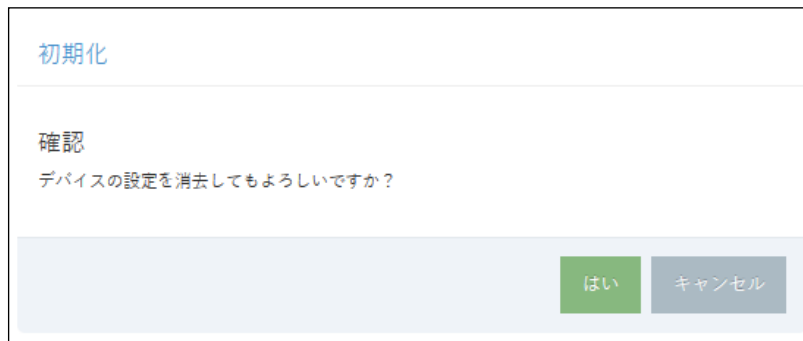 初期化
確認
デバイスの設定を消去してもよろしいですか？
はい
キャンセル